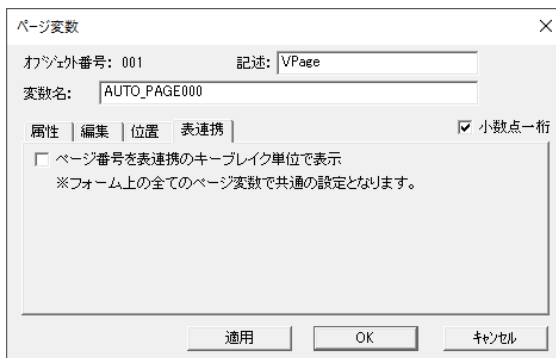 ページ変数
オブジェクト番号: 001 記述: VPage
変数名: AUTO_PAGE000
属性 編集 位置 表連携 小数点一桁
ページ番号を表連携のキーブレイク単位で表示
※フォーム上の全てのページ変数で共通の設定となります。
適用 OK キャンセル